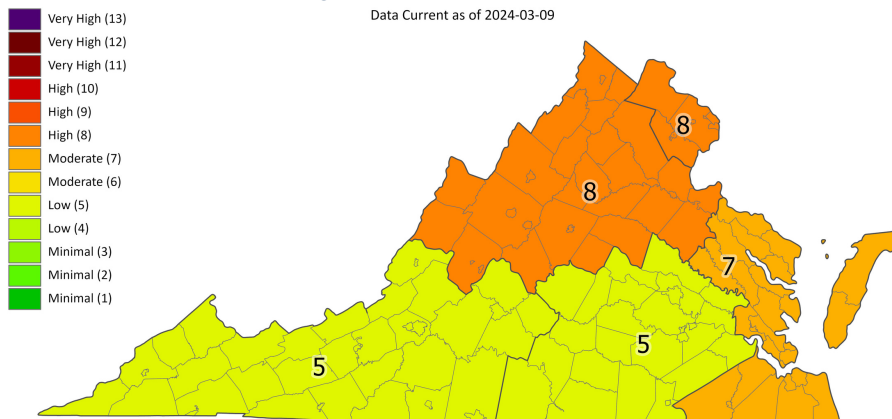 Data Current as of 2024-03-09
Very High (13)
Very High (12)
Very High (11)
High (10)
High (9)
High (8)
Moderate (7)
Moderate (6)
Low (5)
Low (4)
Minimal (3)
Minimal (2)
Minimal (1)
8
8
7
5
5